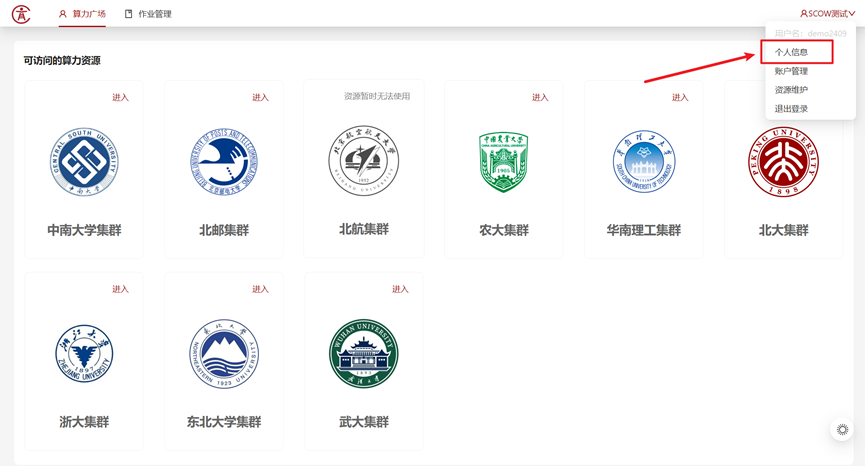 算力广场
作业管理
SCOW测试
用户名：demo2409
个人信息
账户管理
资源维护
退出登录
可访问的算力资源
进入
进入
资源暂时无法使用
进入
进入
CENTRAL SOUTH UNIVERSITY
中南大学
BEIJING UNIVERSITY OF POSTS AND TELECOMMUNICATIONS
北京邮电大学
北京航空航天大学
1952
BEIHANG UNIVERSITY
中国农业大学
CHINA AGRICULTURAL UNIVERSITY
1905
华南理工大学
SOUTH CHINA UNIVERSITY OF TECHNOLOGY
PEKING UNIVERSITY
1898
中南大学集群
北邮集群
北航集群
农大集群
华南理工集群
北大集群
进入
进入
进入
浙江大学
1897
ZHEJIANG UNIVERSITY
东北大学
NORTHEASTERN 1923 UNIVERSITY
WUHAN UNIVERSITY
1893
武汉大学
浙大集群
东北大学集群
武大集群